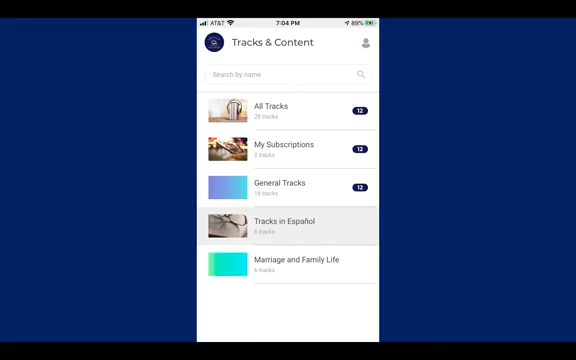 AT&T
7:04 PM
89%
Tracks & Content
Search by name
All Tracks
28 tracks
12
My Subscriptions
2 tracks
12
General Tracks
16 tracks
12
Tracks in Español
6 tracks
Marriage and Family Life
6 tracks